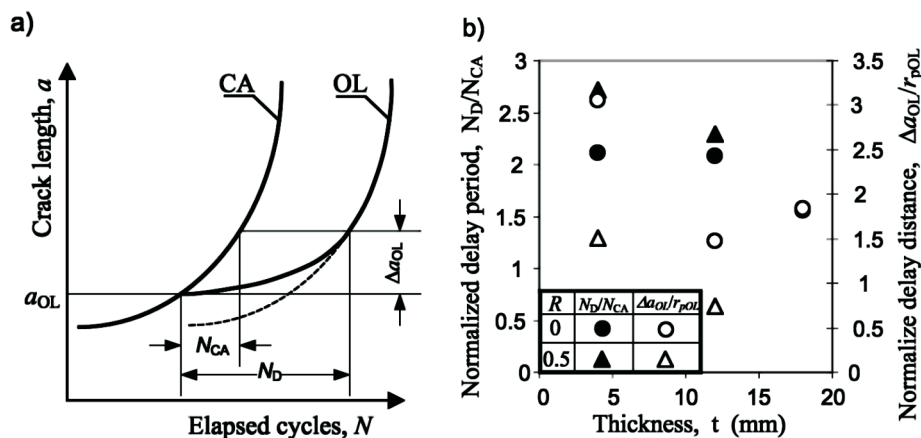 a)
CA
OL
Crack length, a
Δa_OL
a_OL
N_CA
N_D
Elapsed cycles, N
b)
Normalized delay period, N_D/N_CA
3
2.5
2
1.5
1
0.5
0
3.5
3
2.5
2
1.5
1
0.5
0
Normalized delay distance, Δa_OL/r_pOL
R N_D/N_CA Δa_OL/r_pOL
0
0.5
0 5 10 15 20
Thickness, t (mm)